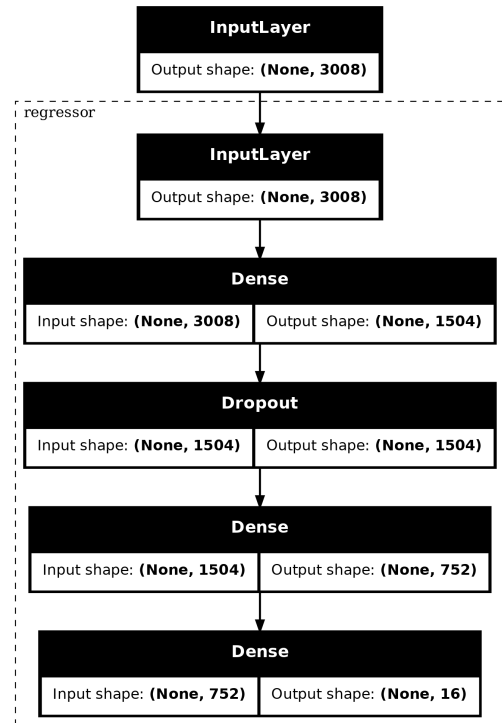 InputLayer
Output shape: (None, 3008)
regressor
InputLayer
Output shape: (None, 3008)
Dense
Input shape: (None, 3008) Output shape: (None, 1504)
Dropout
Input shape: (None, 1504) Output shape: (None, 1504)
Dense
Input shape: (None, 1504) Output shape: (None, 752)
Dense
Input shape: (None, 752) Output shape: (None, 16)